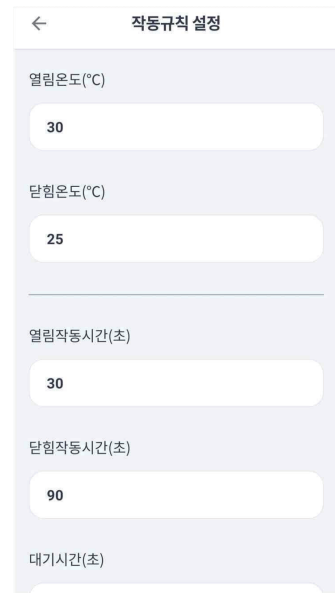 작동규칙 설정
열림온도(℃)
30
닫힘온도(℃)
25
열림작동시간(초)
30
닫힘작동시간(초)
90
대기시간(초)